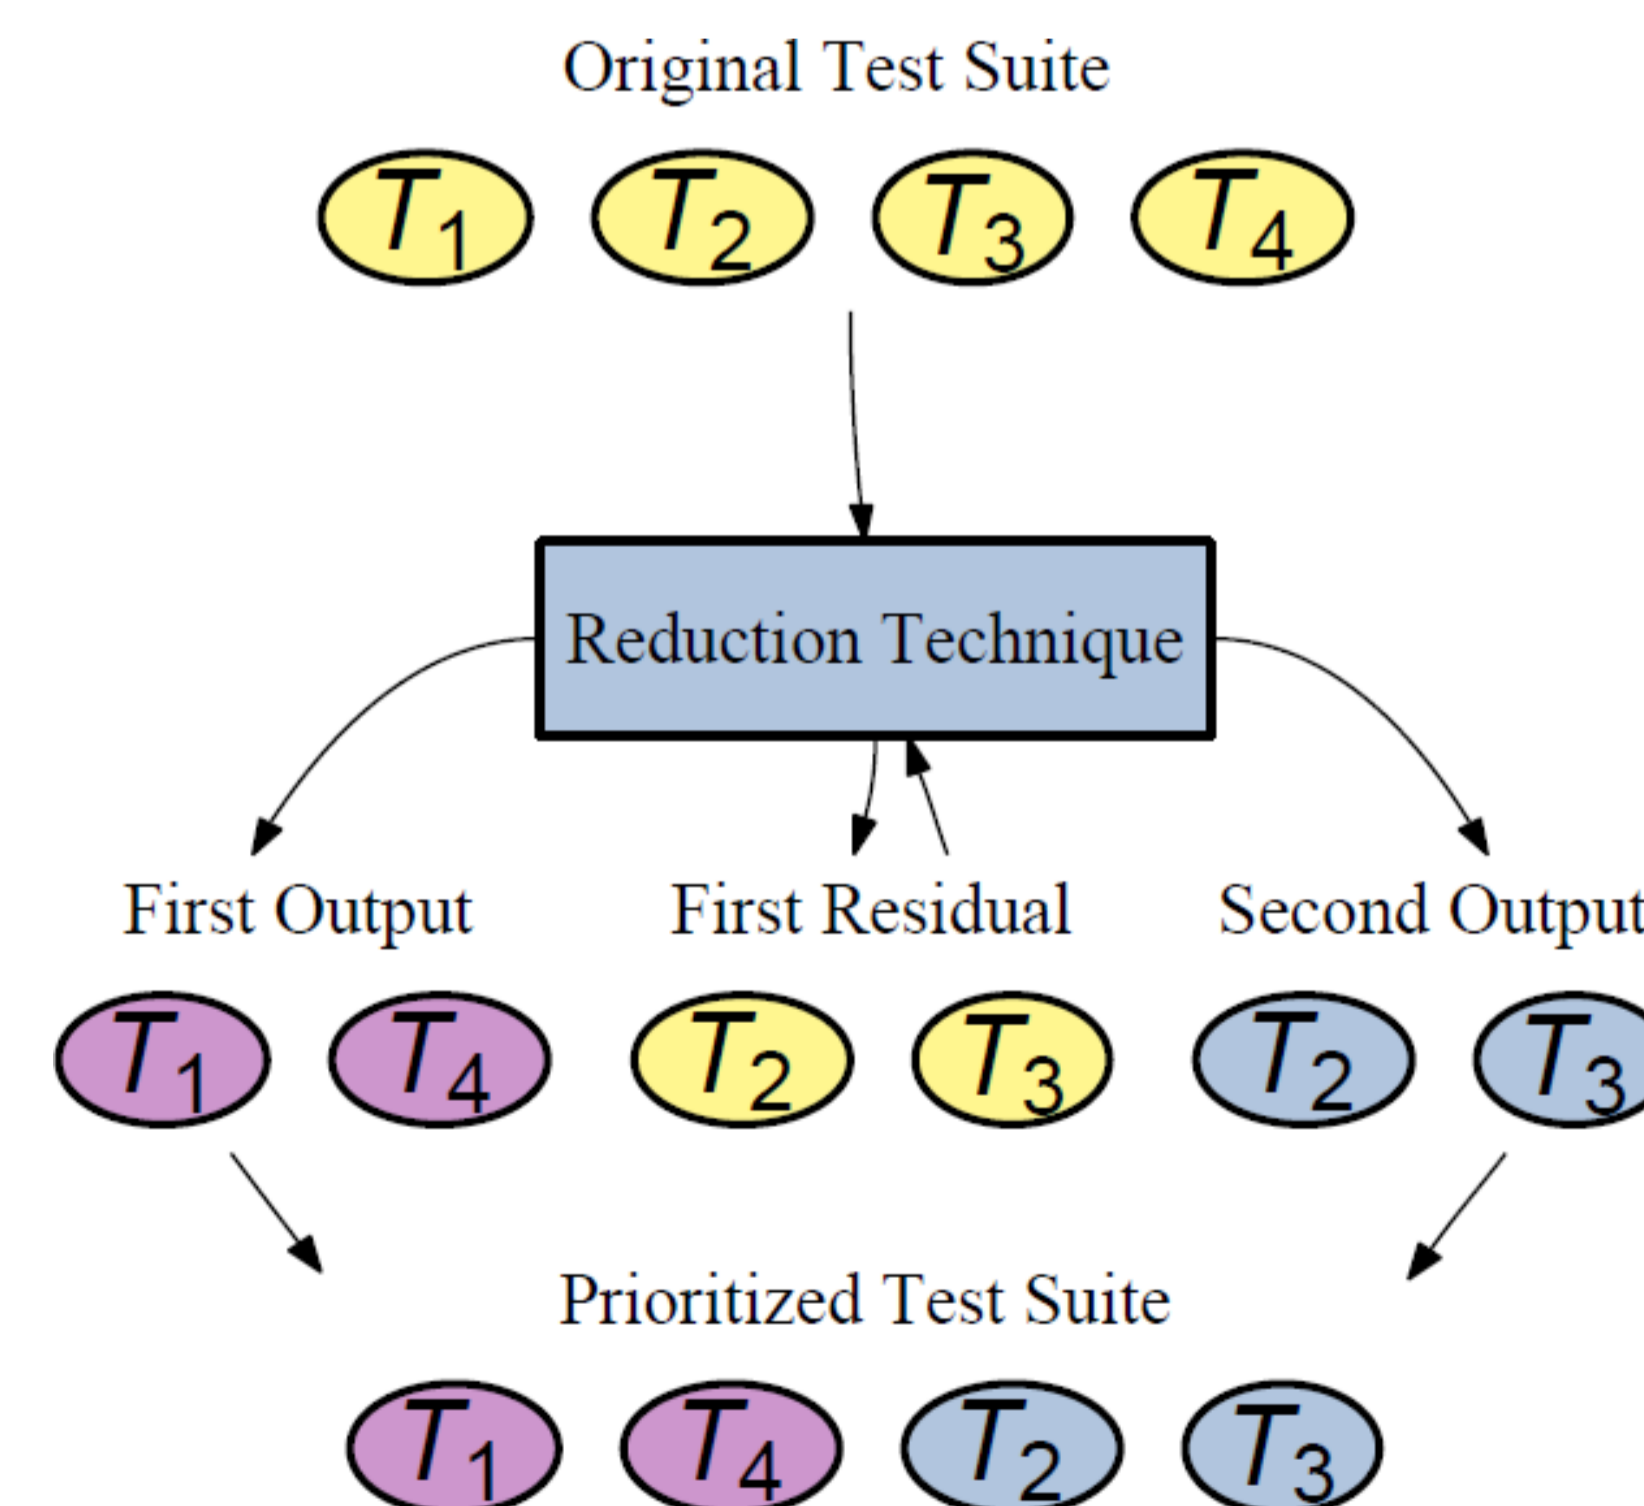 Original Test Suite
T1 T2 T3 T4
Reduction Technique
First Output First Residual Second Output
T1 T4 T2 T3 T2 T3
Prioritized Test Suite
T1 T4 T2 T3